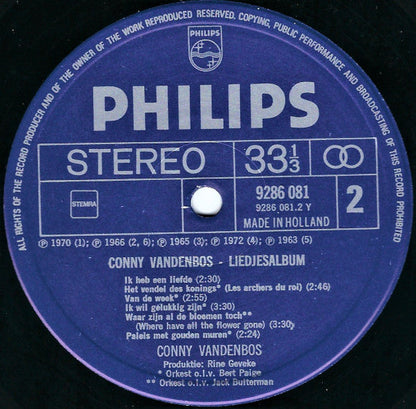 ALL RIGHTS OF THE RECORD PRODUCER AND OF THE OWNER OF THE WORK REPRODUCED RESERVED. COPYING, PUBLIC PERFORMANCE AND BROADCASTING OF THIS RECORD PROHIBITED
PHILIPS
PHILIPS
STEREO 33 1/3
STEMRA
9286 081
9286 081.2 Y
MADE IN HOLLAND
2
Ⓟ 1970 (1); Ⓟ 1966 (2, 6); Ⓟ 1965 (3); Ⓟ 1972 (4); Ⓟ 1963 (5)
CONNY VANDENBOS - LIEDJESALBUM
Ik heb een liefde (2:30)
Het vendel des konings* (Les archers du roi) (2:46)
Van de week* (2:55)
Ik wil gelukkig zijn* (3:30)
Waar zijn al de bloemen toch**
(Where have all the flower gone) (3:30)
Paleis met gouden muren* (2:24)
CONNY VANDENBOS
Produktie: Rine Geveke
* Orkest o.l.v. Bert Paige
** Orkest o.l.v. Jack Bulterman